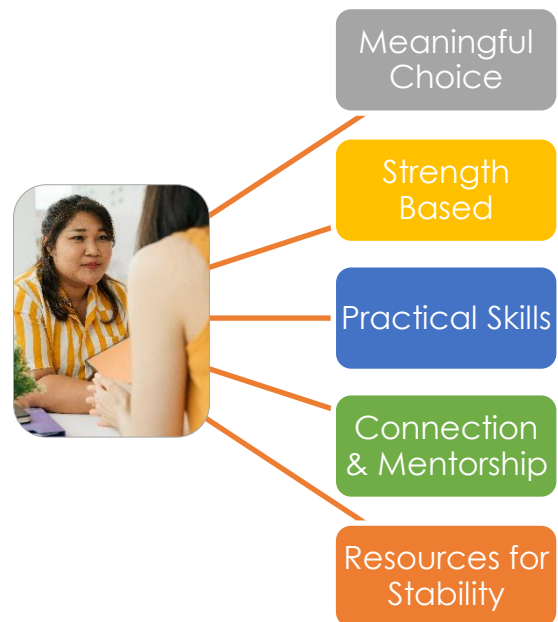 Meaningful
Choice
Strength
Based
Practical Skills
Connection
& Mentorship
Resources for
Stability